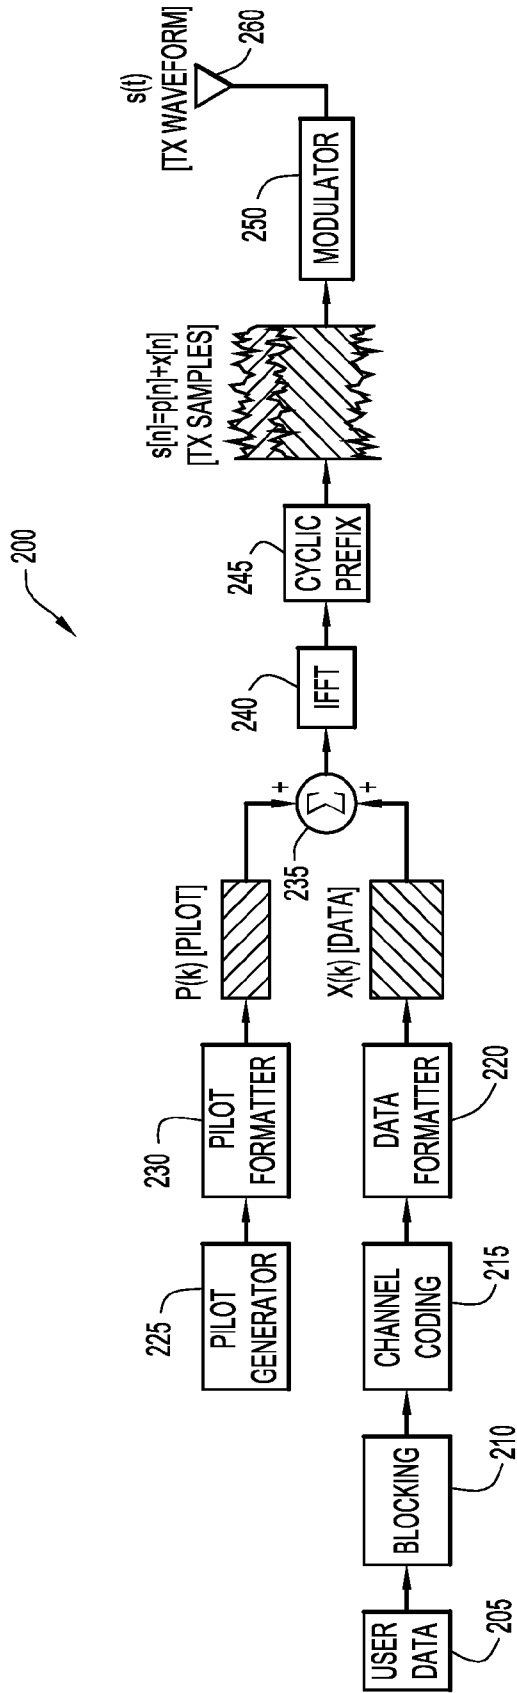 200
USER
DATA
205
BLOCKING
210
CHANNEL
CODING
215
DATA
FORMATTER
220
X(k) [DATA]
PILOT
GENERATOR
225
PILOT
FORMATTER
230
P(k) [PILOT]
+
Σ
+
235
IFFT
240
CYCLIC
PREFIX
245
s[n]=p[n]+x[n]
[TX SAMPLES]
MODULATOR
250
s(t)
[TX WAVEFORM]
260